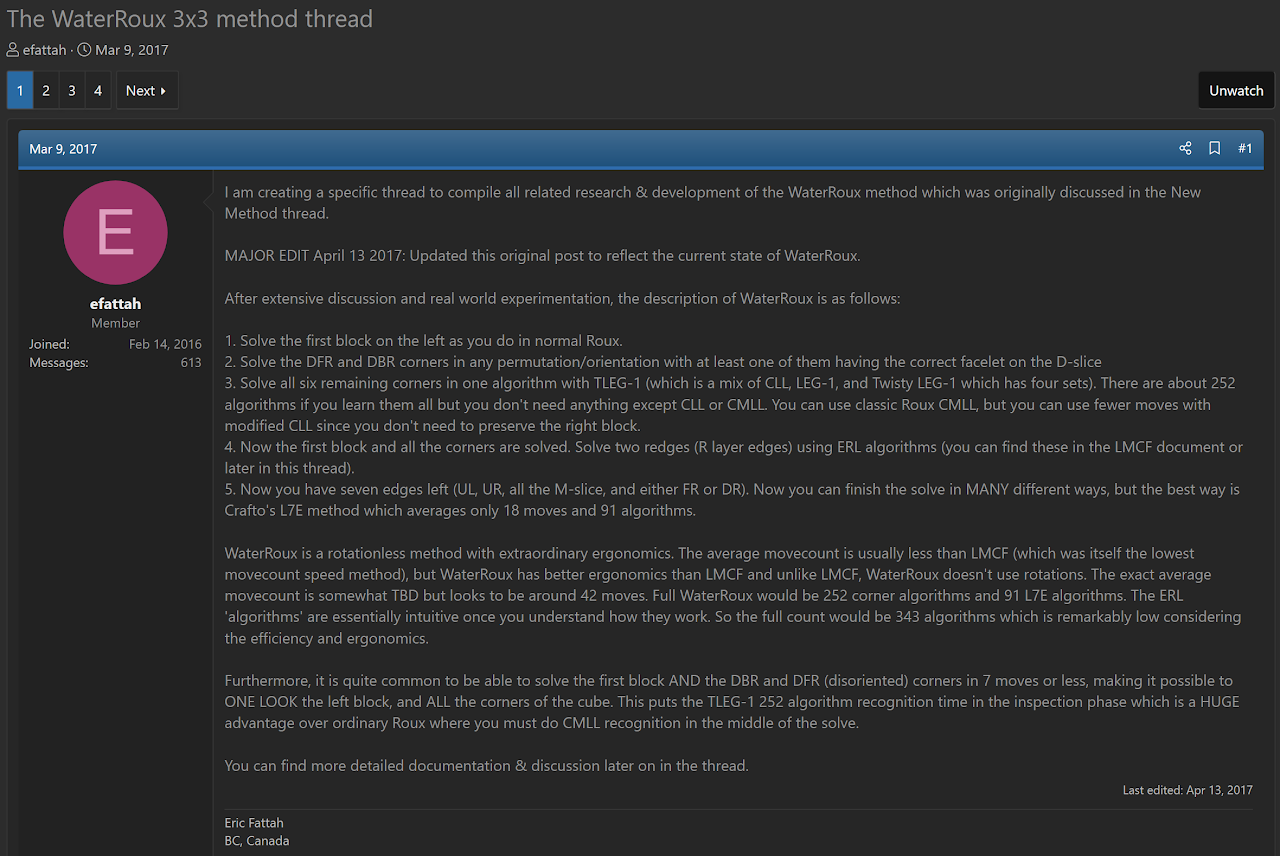 The WaterRoux 3x3 method thread
efattah · Mar 9, 2017
1 2 3 4 Next
Unwatch
Mar 9, 2017
#1
E
efattah
Member
Joined: Feb 14, 2016
Messages: 613
I am creating a specific thread to compile all related research & development of the WaterRoux method which was originally discussed in the New
Method thread.
MAJOR EDIT April 13 2017: Updated this original post to reflect the current state of WaterRoux.
After extensive discussion and real world experimentation, the description of WaterRoux is as follows:
1. Solve the first block on the left as you do in normal Roux.
2. Solve the DFR and DBR corners in any permutation/orientation with at least one of them having the correct facelet on the D-slice
3. Solve all six remaining corners in one algorithm with TLEG-1 (which is a mix of CLL, LEG-1, and Twisty LEG-1 which has four sets). There are about 252
algorithms if you learn them all but you don't need anything except CLL or CMLL. You can use classic Roux CMLL, but you can use fewer moves with
modified CLL since you don't need to preserve the right block.
4. Now the first block and all the corners are solved. Solve two redges (R layer edges) using ERL algorithms (you can find these in the LMCF document or
later in this thread).
5. Now you have seven edges left (UL, UR, all the M-slice, and either FR or DR). Now you can finish the solve in MANY different ways, but the best way is
Crafto's L7E method which averages only 18 moves and 91 algorithms.
WaterRoux is a rotationless method with extraordinary ergonomics. The average movecount is usually less than LMCF (which was itself the lowest
movecount speed method), but WaterRoux has better ergonomics than LMCF and unlike LMCF, WaterRoux doesn't use rotations. The exact average
movecount is somewhat TBD but looks to be around 42 moves. Full WaterRoux would be 252 corner algorithms and 91 L7E algorithms. The ERL
'algorithms' are essentially intuitive once you understand how they work. So the full count would be 343 algorithms which is remarkably low considering
the efficiency and ergonomics.
Furthermore, it is quite common to be able to solve the first block AND the DBR and DFR (disoriented) corners in 7 moves or less, making it possible to
ONE LOOK the left block, and ALL the corners of the cube. This puts the TLEG-1 252 algorithm recognition time in the inspection phase which is a HUGE
advantage over ordinary Roux where you must do CMLL recognition in the middle of the solve.
You can find more detailed documentation & discussion later on in the thread.
Last edited: Apr 13, 2017
Eric Fattah
BC, Canada